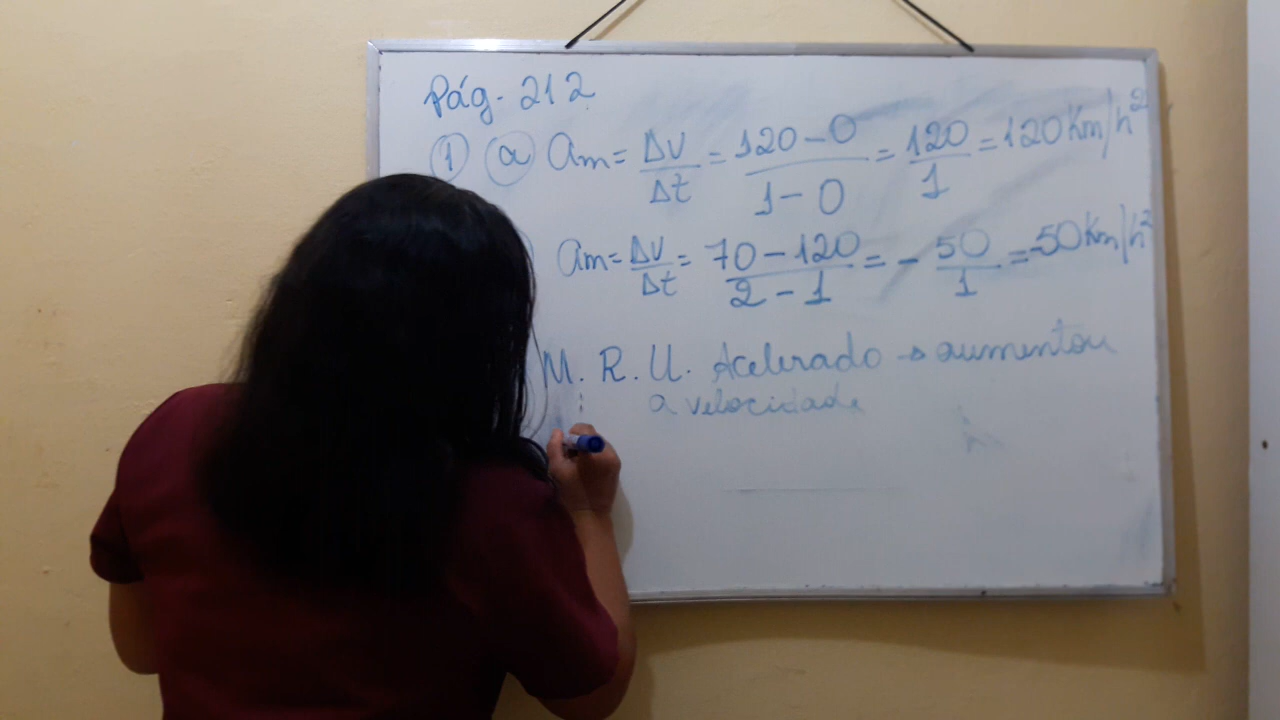 Pág. 212
① ⓐ am = ΔV/Δt = 120 - 0/1 - 0 = 120/1 = 120 Km/h²
am = ΔV/Δt = 70 - 120/2 - 1 = - 50/1 = -50 Km/h²
M. R. U. Acelerado → aumentou
a velocidade